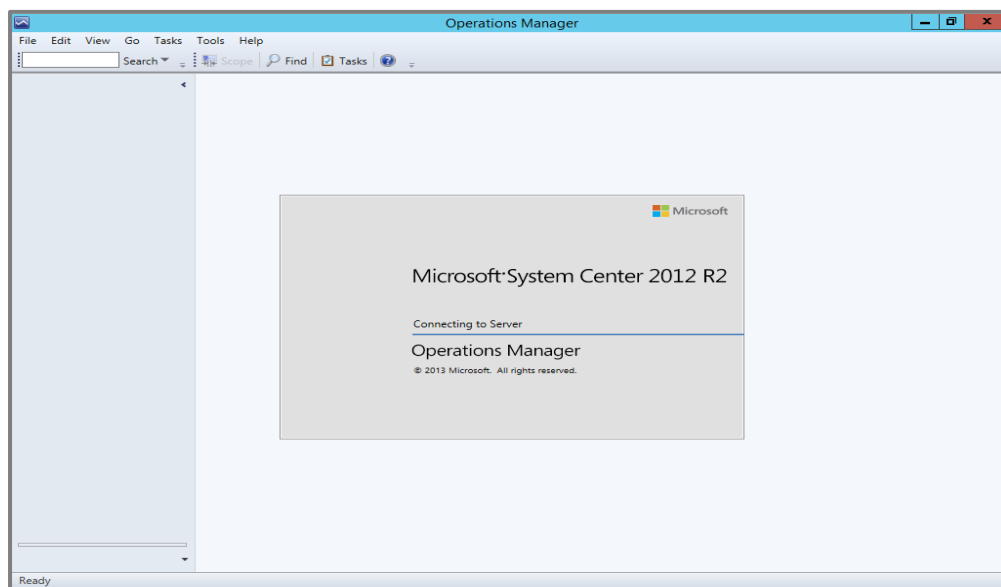 Operations Manager
File Edit View Go Tasks Tools Help
Search Scope Find Tasks
Microsoft
Microsoft System Center 2012 R2
Connecting to Server
Operations Manager
© 2013 Microsoft. All rights reserved.
Ready